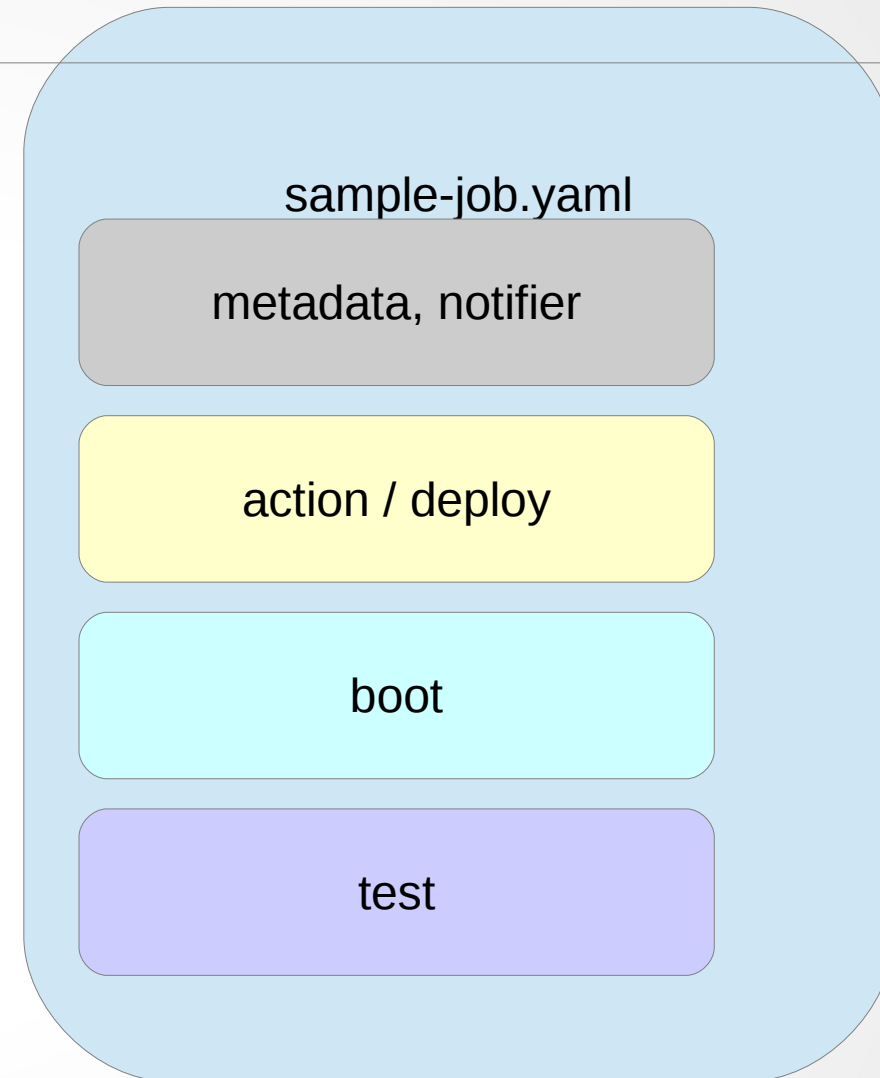 sample-job.yaml
metadata, notifier
action / deploy
boot
test